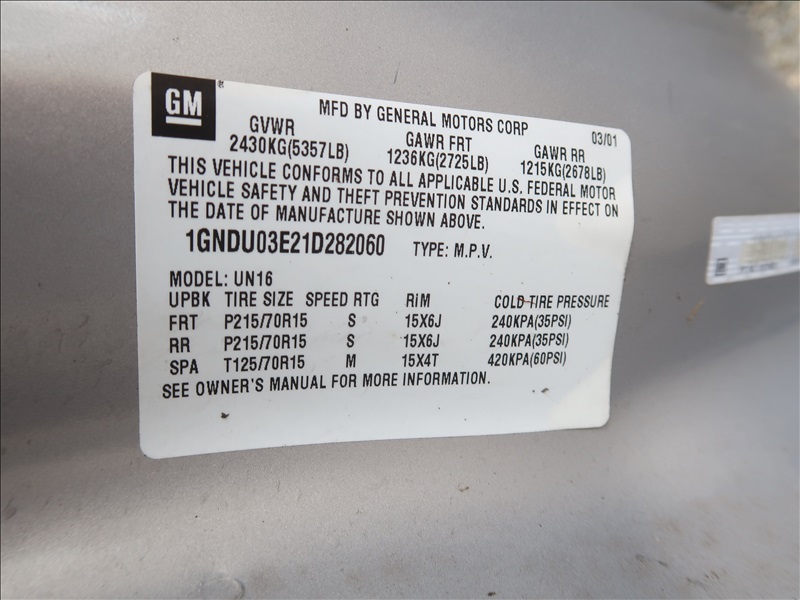 GM
MFD BY GENERAL MOTORS CORP
03/01
GVWR GAWR FRT GAWR RR
2430KG(5357LB) 1236KG(2725LB) 1215KG(2678LB)
THIS VEHICLE CONFORMS TO ALL APPLICABLE U.S. FEDERAL MOTOR
VEHICLE SAFETY AND THEFT PREVENTION STANDARDS IN EFFECT ON
THE DATE OF MANUFACTURE SHOWN ABOVE.
1GNDU03E21D282060 TYPE: M.P.V.
MODEL: UN16
UPBK TIRE SIZE SPEED RTG RIM COLD TIRE PRESSURE
FRT P215/70R15 S 15X6J 240KPA(35PSI)
RR P215/70R15 S 15X6J 240KPA(35PSI)
SPA T125/70R15 M 15X4T 420KPA(60PSI)
SEE OWNER'S MANUAL FOR MORE INFORMATION.